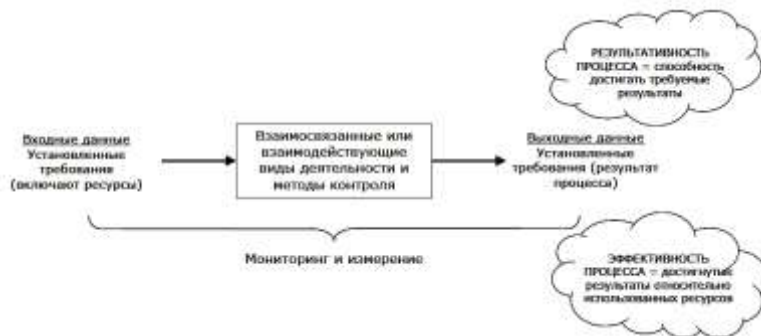 РЕЗУЛЬТАТИВНОСТЬ
ПРОЦЕССА = способность
достигать требуемые
результаты
Входные данные
Установленные
требования
(включают ресурсы)
Взаимосвязанные или
взаимодействующие
виды деятельности и
методы контроля
Выходные данные
Установленные
требования (результат
процесса)
Мониторинг и измерение
ЭФФЕКТИВНОСТЬ
ПРОЦЕССА = достигнутые
результаты относительно
использованных ресурсов